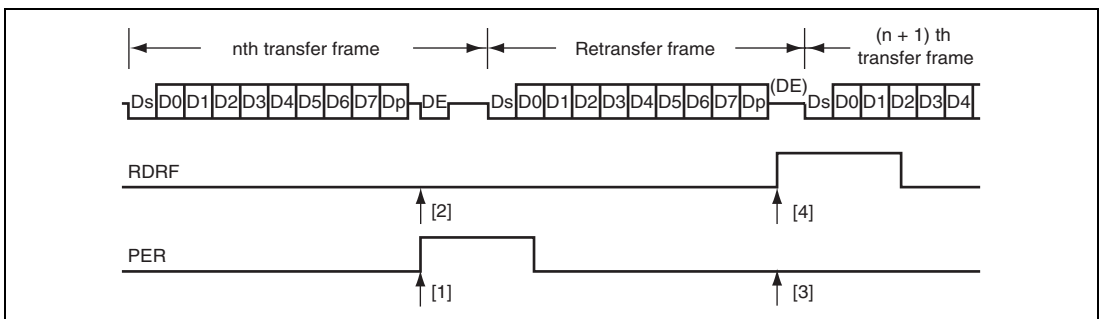 nth transfer frame Retransfer frame (n + 1) th
transfer frame
Ds D0 D1 D2 D3 D4 D5 D6 D7 Dp DE Ds D0 D1 D2 D3 D4 D5 D6 D7 Dp (DE) Ds D0 D1 D2 D3 D4
RDRF
[2] [4]
PER
[1] [3]